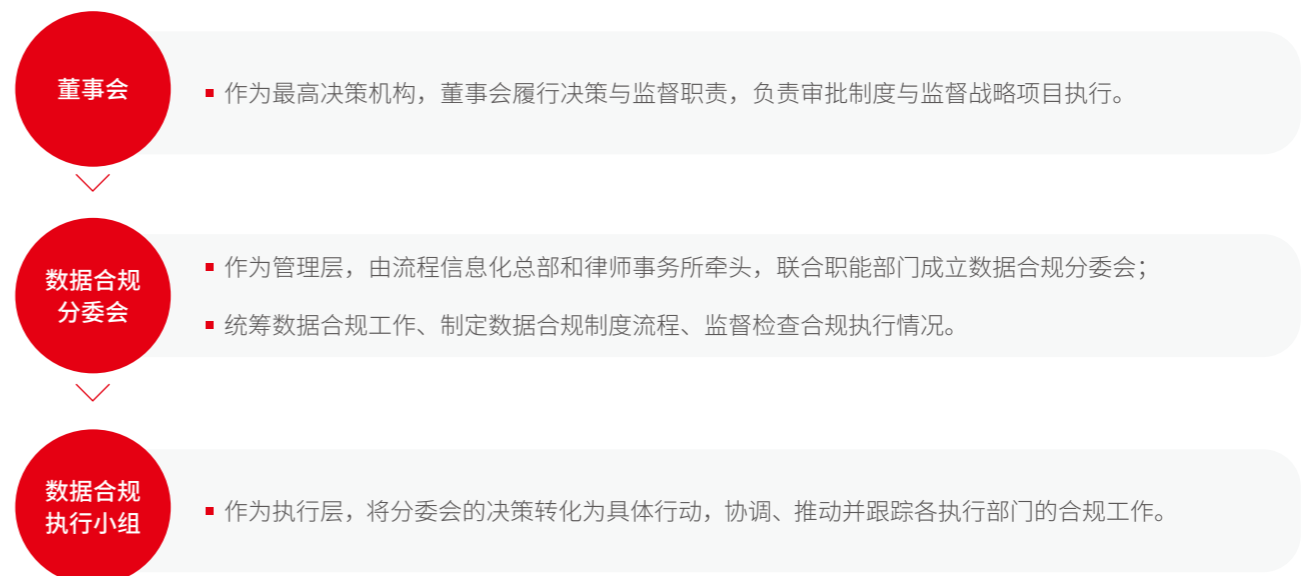 董事会
作为最高决策机构，董事会履行决策与监督职责，负责审批制度与监督战略项目执行。
数据合规
分委会
作为管理层，由流程信息化总部和律师事务所牵头，联合职能部门成立数据合规分委会；
统筹数据合规工作、制定数据合规制度流程、监督检查合规执行情况。
数据合规
执行小组
作为执行层，将分委会的决策转化为具体行动，协调、推动并跟踪各执行部门的合规工作。